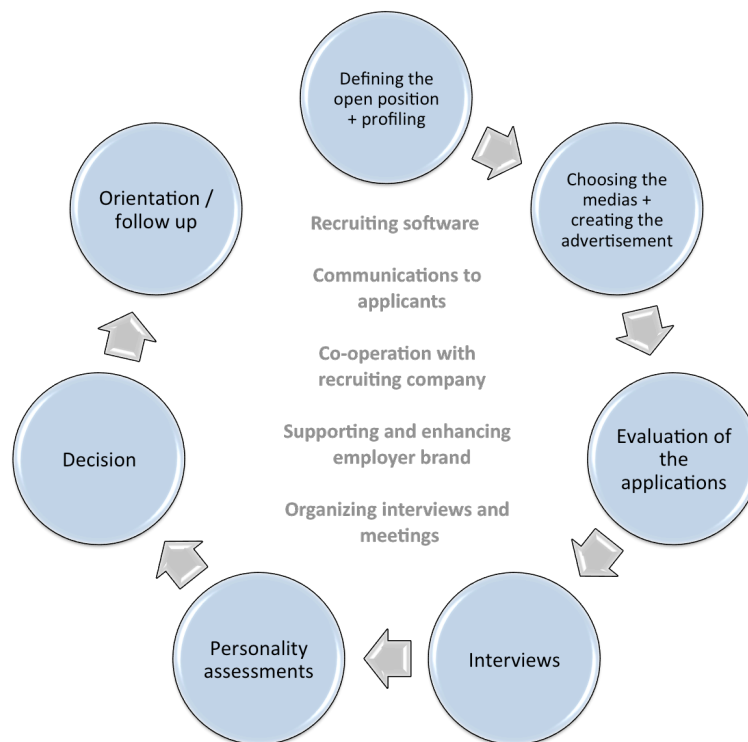 Defining the
open position
+ profiling
Choosing the
medias +
creating the
advertisement
Evaluation of
the
applications
Interviews
Personality
assessments
Decision
Orientation /
follow up
Recruiting software
Communications to
applicants
Co-operation with
recruiting company
Supporting and enhancing
employer brand
Organizing interviews and
meetings